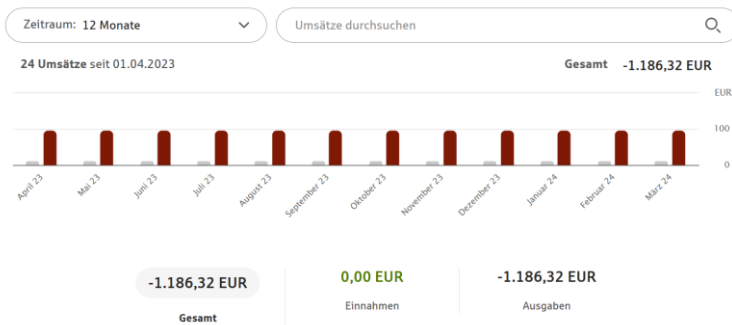 Zeitraum: 12 Monate
Umsätze durchsuchen
24 Umsätze seit 01.04.2023
Gesamt -1.186,32 EUR
EUR
100
0
April 23
Mai 23
Juni 23
Juli 23
August 23
September 23
Oktober 23
November 23
Dezember 23
Januar 24
Februar 24
März 24
-1.186,32 EUR
Gesamt
0,00 EUR
Einnahmen
-1.186,32 EUR
Ausgaben